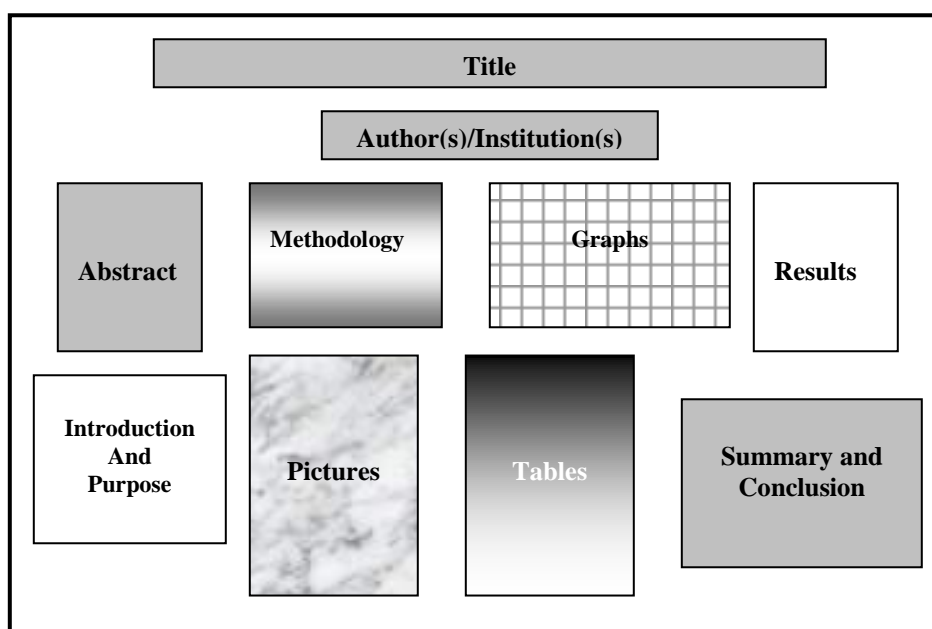 Title
Author(s)/Institution(s)
Abstract
Methodology
Graphs
Results
Introduction
And
Purpose
Pictures
Tables
Summary and
Conclusion